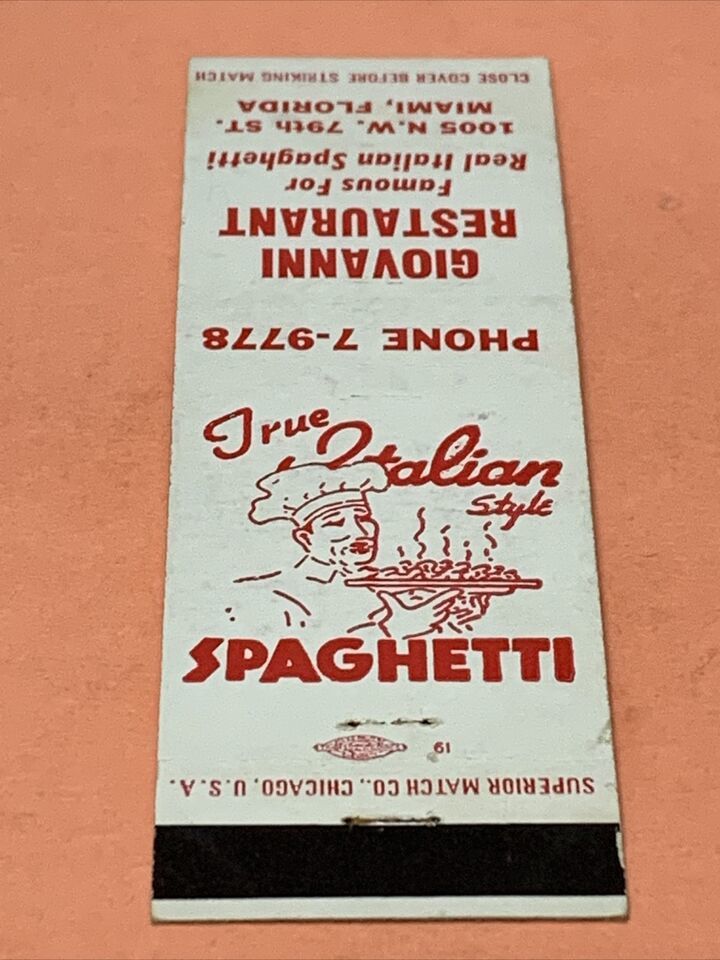 CLOSE COVER BEFORE STRIKING MATCH
GIOVANNI
RESTAURANT
Famous For
Real Italian Spaghetti
1005 N.W. 79th ST.
MIAMI, FLORIDA
PHONE 7-9778
True Italian
Style
SPAGHETTI
19
SUPERIOR MATCH CO., CHICAGO, U.S.A.